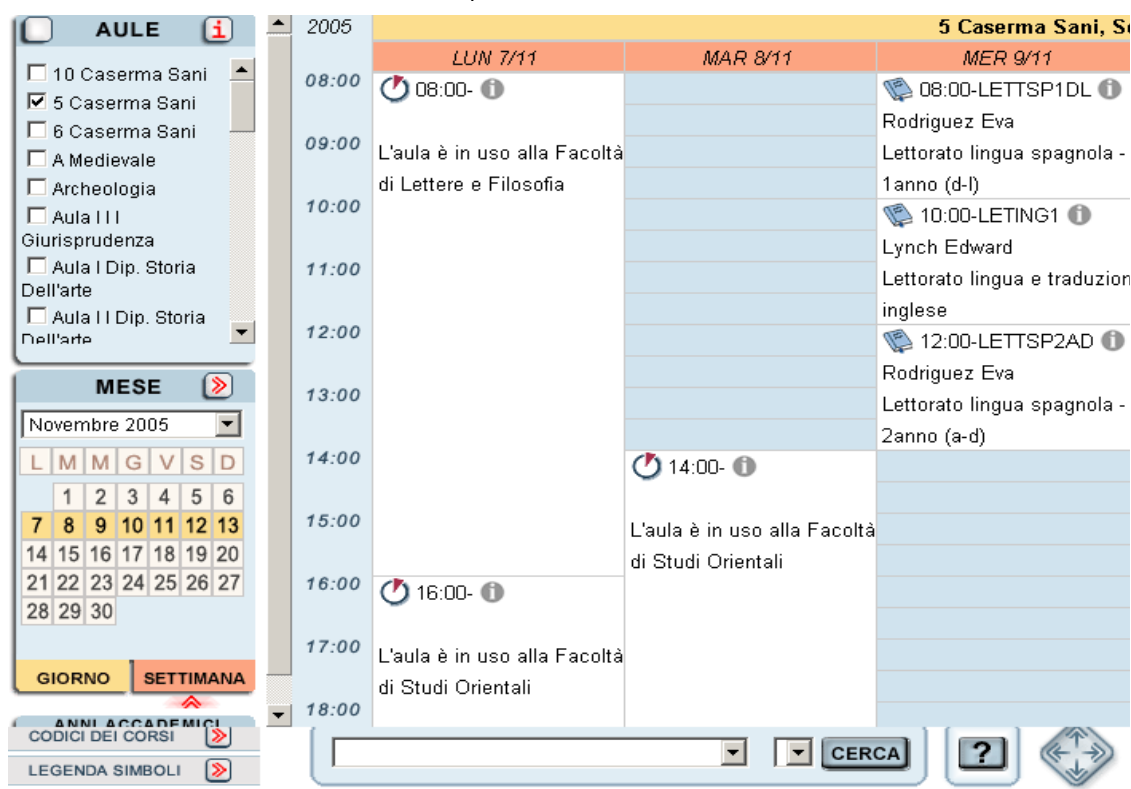 AULE
10 Caserma Sani
5 Caserma Sani
6 Caserma Sani
A Medievale
Archeologia
Aula I I I
Giurisprudenza
Aula I Dip. Storia
Dell'arte
Aula I I Dip. Storia
Dell'arte
MESE
Novembre 2005
L M M G V S D
1 2 3 4 5 6
7 8 9 10 11 12 13
14 15 16 17 18 19 20
21 22 23 24 25 26 27
28 29 30
GIORNO SETTIMANA
ANNI ACCADEMICI
CODICI DEI CORSI
LEGENDA SIMBOLI
2005
5 Caserma Sani,
LUN 7/11 MAR 8/11 MER 9/11
08:00
09:00
10:00
11:00
12:00
13:00
14:00
15:00
16:00
17:00
18:00
08:00-
L'aula è in uso alla Facoltà
di Lettere e Filosofia
16:00-
L'aula è in uso alla Facoltà
di Studi Orientali
14:00-
L'aula è in uso alla Facoltà
di Studi Orientali
08:00-LETTSP1DL
Rodriguez Eva
Lettorato lingua spagnola -
1anno (d-l)
10:00-LETING1
Lynch Edward
Lettorato lingua e traduzion
inglese
12:00-LETTSP2AD
Rodriguez Eva
Lettorato lingua spagnola -
2anno (a-d)
CERCA
?